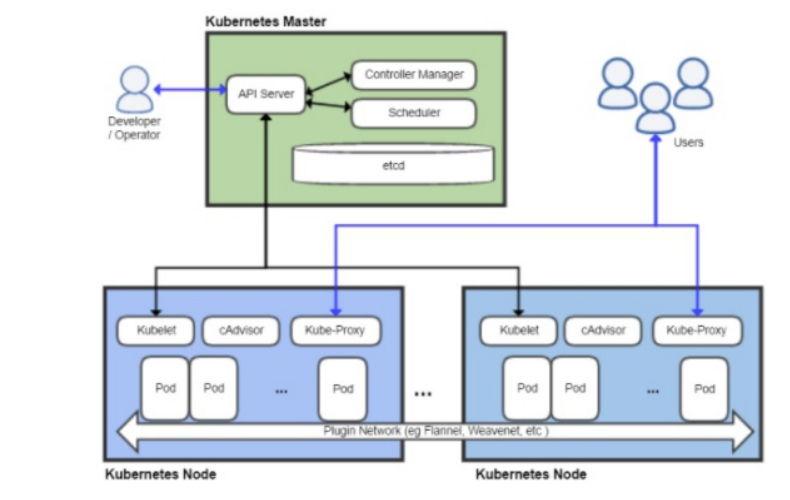 Kubernetes Master
Controller Manager
API Server
Scheduler
Developer
/ Operator
etcd
Users
Kubelet
cAdvisor
Kube-Proxy
Kubelet
cAdvisor
Kube-Proxy
Pod
Pod
...
Pod
...
Pod
Pod
...
Pod
Plugin Network (eg Flannel, Weavenet, etc )
Kubernetes Node
Kubernetes Node